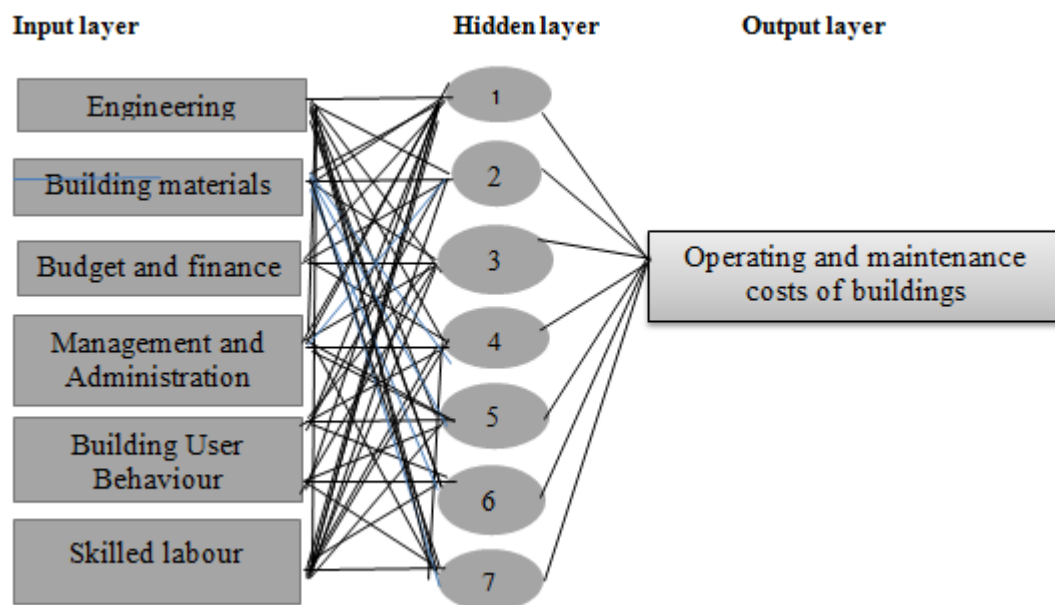 Input layer
Hidden layer
Output layer
Engineering
Building materials
Budget and finance
Management and
Administration
Building User
Behaviour
Skilled labour
1
2
3
4
5
6
7
Operating and maintenance
costs of buildings